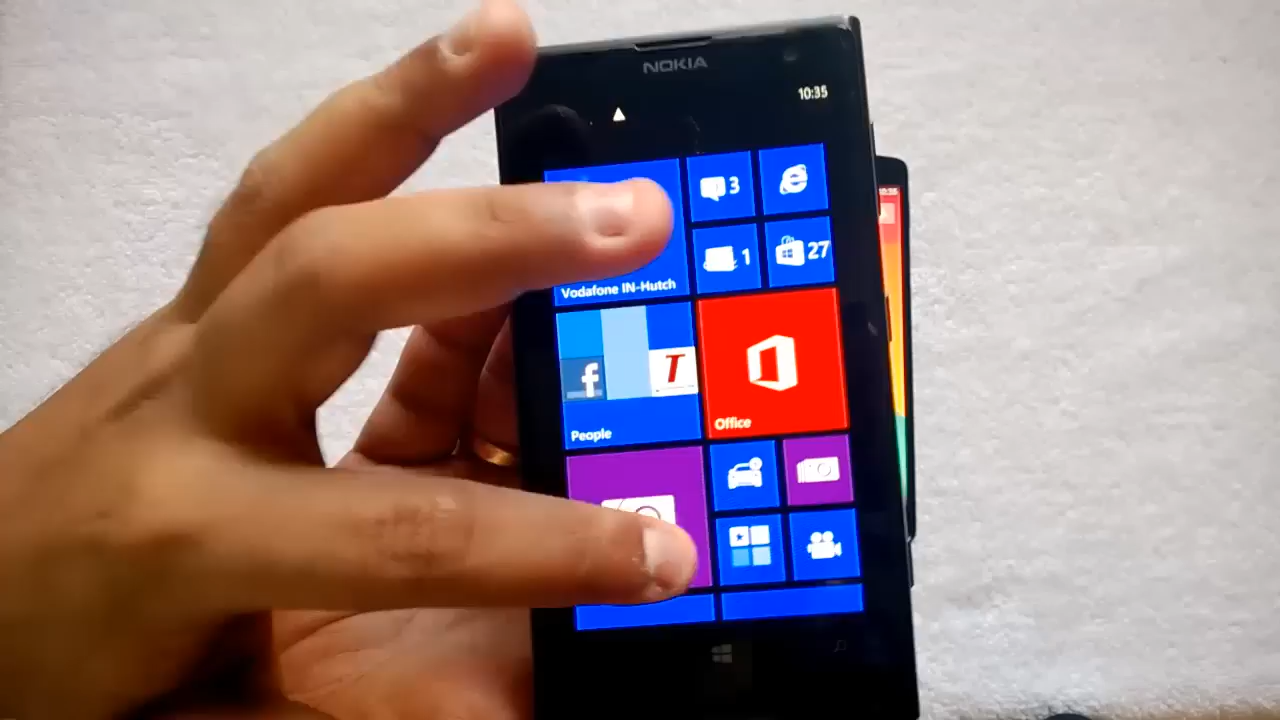 NOKIA
10:35
3
1
27
Vodafone IN-Hutch
f
T
People
Office